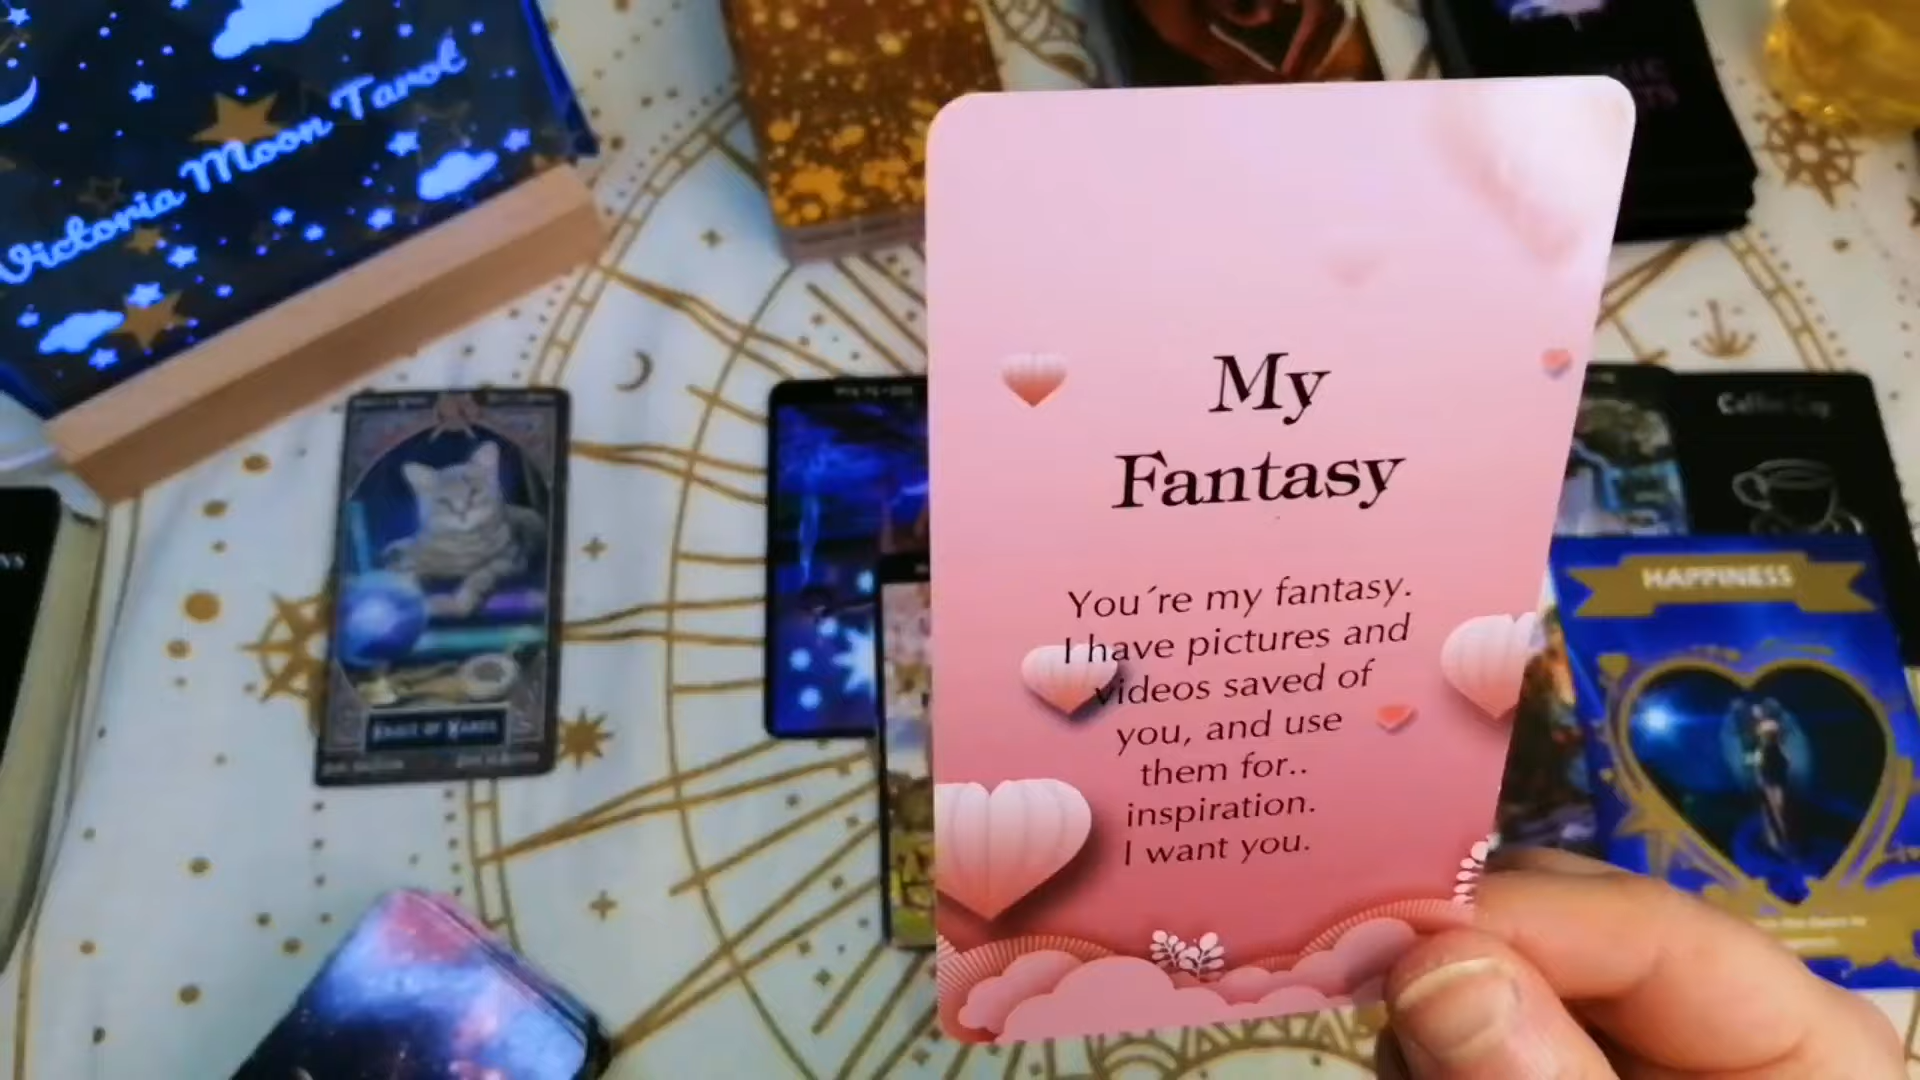 Victoria Moon Tarot
My
Fantasy
You´re my fantasy.
I have pictures and
videos saved of
you, and use
them for..
inspiration.
I want you.
HAPPINESS
Coffee Cup